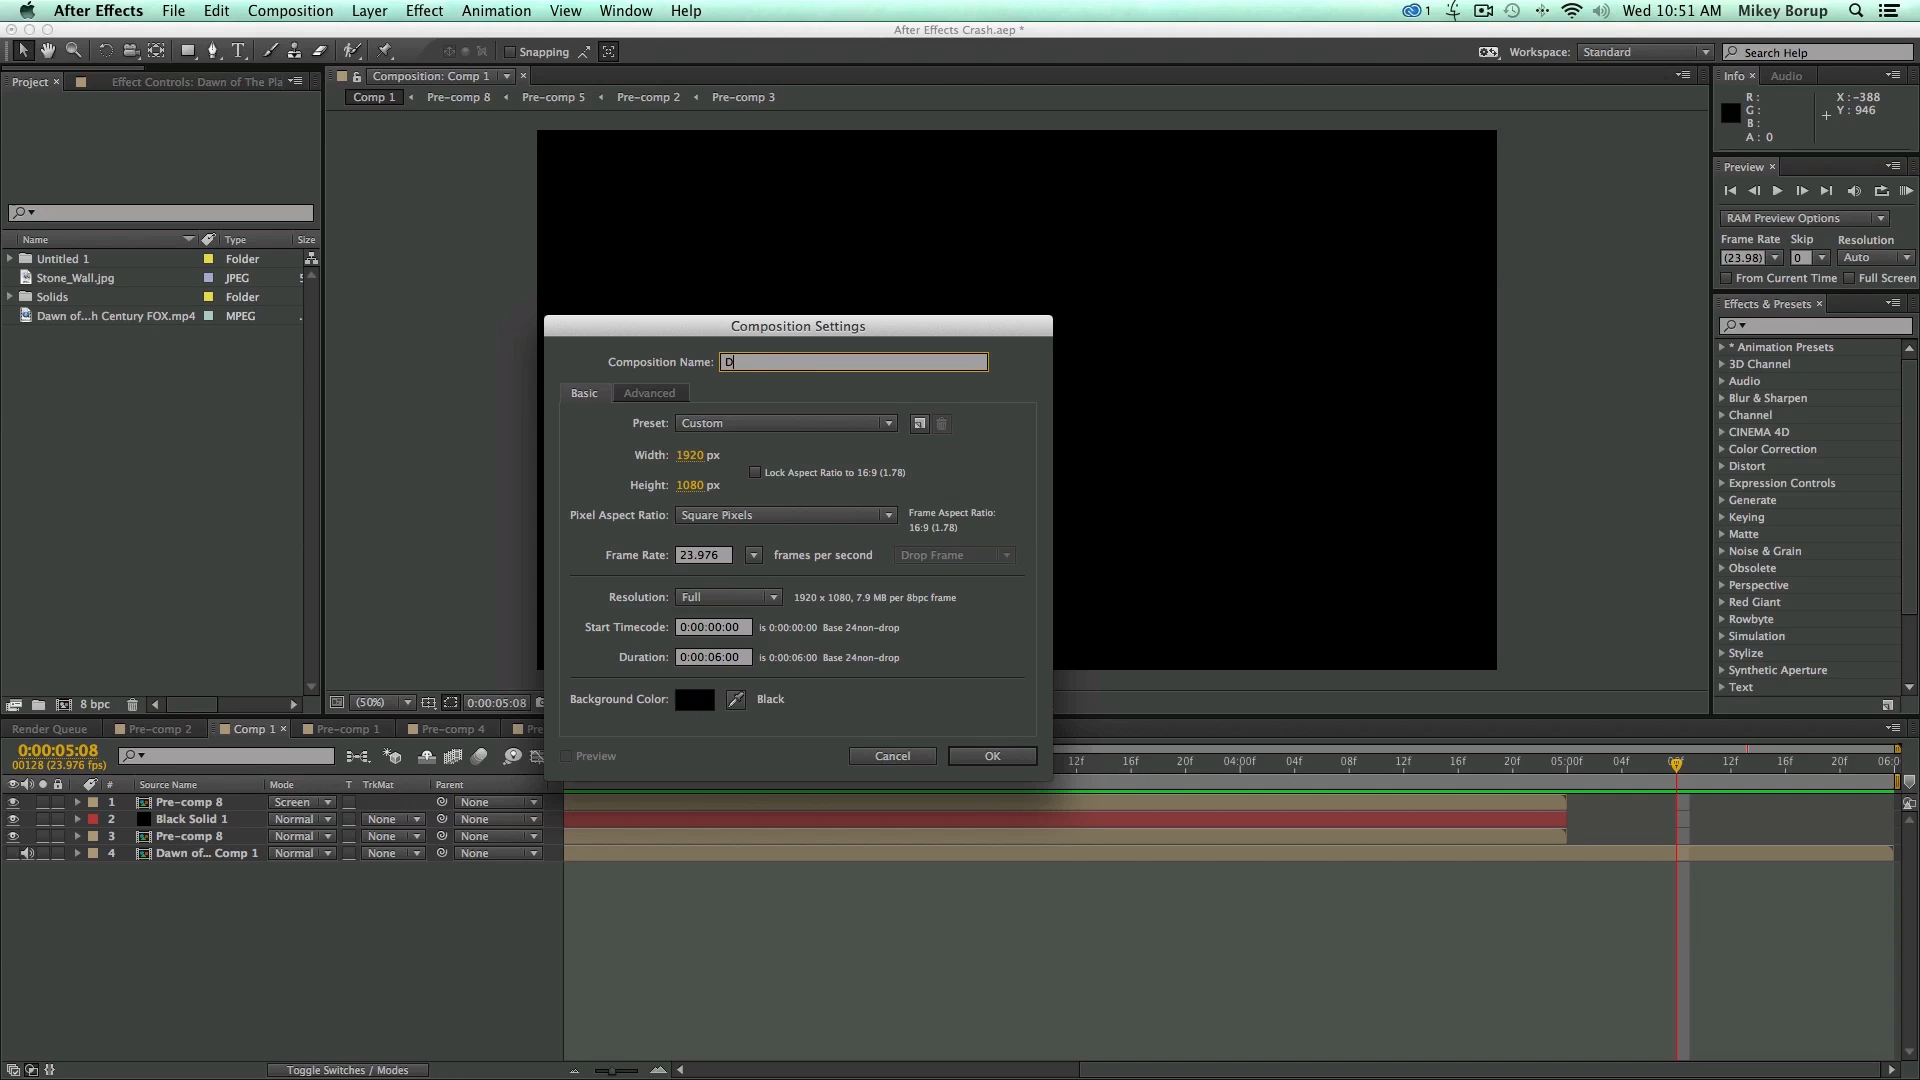 After Effects File Edit Composition Layer Effect Animation View Window Help 1 Wed 10:51 AM Mikey Borup
After Effects Crash.aep *
T Snapping Workspace: Standard Search Help
Project × Effect Controls: Dawn of The Pla
Composition: Comp 1 ×
Info × Audio
Comp 1 Pre-comp 8 Pre-comp 5 Pre-comp 2 Pre-comp 3
R :
G :
B :
A : 0
X : -388
Y : 946
Preview ×
RAM Preview Options
Frame Rate Skip Resolution
(23.98) 0 Auto
From Current Time Full Screen
Effects & Presets ×
* Animation Presets
3D Channel
Audio
Blur & Sharpen
Channel
CINEMA 4D
Color Correction
Distort
Expression Controls
Generate
Keying
Matte
Noise & Grain
Obsolete
Perspective
Red Giant
Rowbyte
Simulation
Stylize
Synthetic Aperture
Text
Name Type Size
Untitled 1 Folder
Stone_Wall.jpg JPEG
Solids Folder
Dawn of...h Century FOX.mp4 MPEG
8 bpc
Composition Settings
Composition Name: D
Basic Advanced
Preset: Custom
Width: 1920 px
Lock Aspect Ratio to 16:9 (1.78)
Height: 1080 px
Pixel Aspect Ratio: Square Pixels
Frame Aspect Ratio:
16:9 (1.78)
Frame Rate: 23.976 frames per second Drop Frame
Resolution: Full 1920 x 1080, 7.9 MB per 8bpc frame
Start Timecode: 0:00:00:00 is 0:00:00:00 Base 24non-drop
Duration: 0:00:06:00 is 0:00:06:00 Base 24non-drop
Background Color: Black
Preview Cancel OK
(50%) 0:00:05:08
Render Queue Pre-comp 2 Comp 1 × Pre-comp 1 Pre-comp 4 Pre
0:00:05:08
00128 (23.976 fps)
12f 16f 20f 04:00f 04f 08f 12f 16f 20f 05:00f 04f 12f 16f 20f 06:0
# Source Name Mode T TrkMat Parent
1 Pre-comp 8 Screen None
2 Black Solid 1 Normal None None
3 Pre-comp 8 Normal None None
4 Dawn of... Comp 1 Normal None None
Toggle Switches / Modes